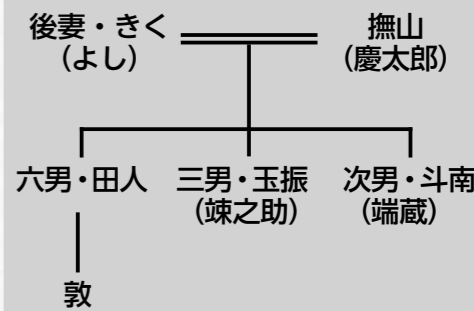 後妻・きく
(よし)
撫山
(慶太郎)
六男・田人
三男・玉振
(竦之助)
次男・斗南
(端蔵)
敦